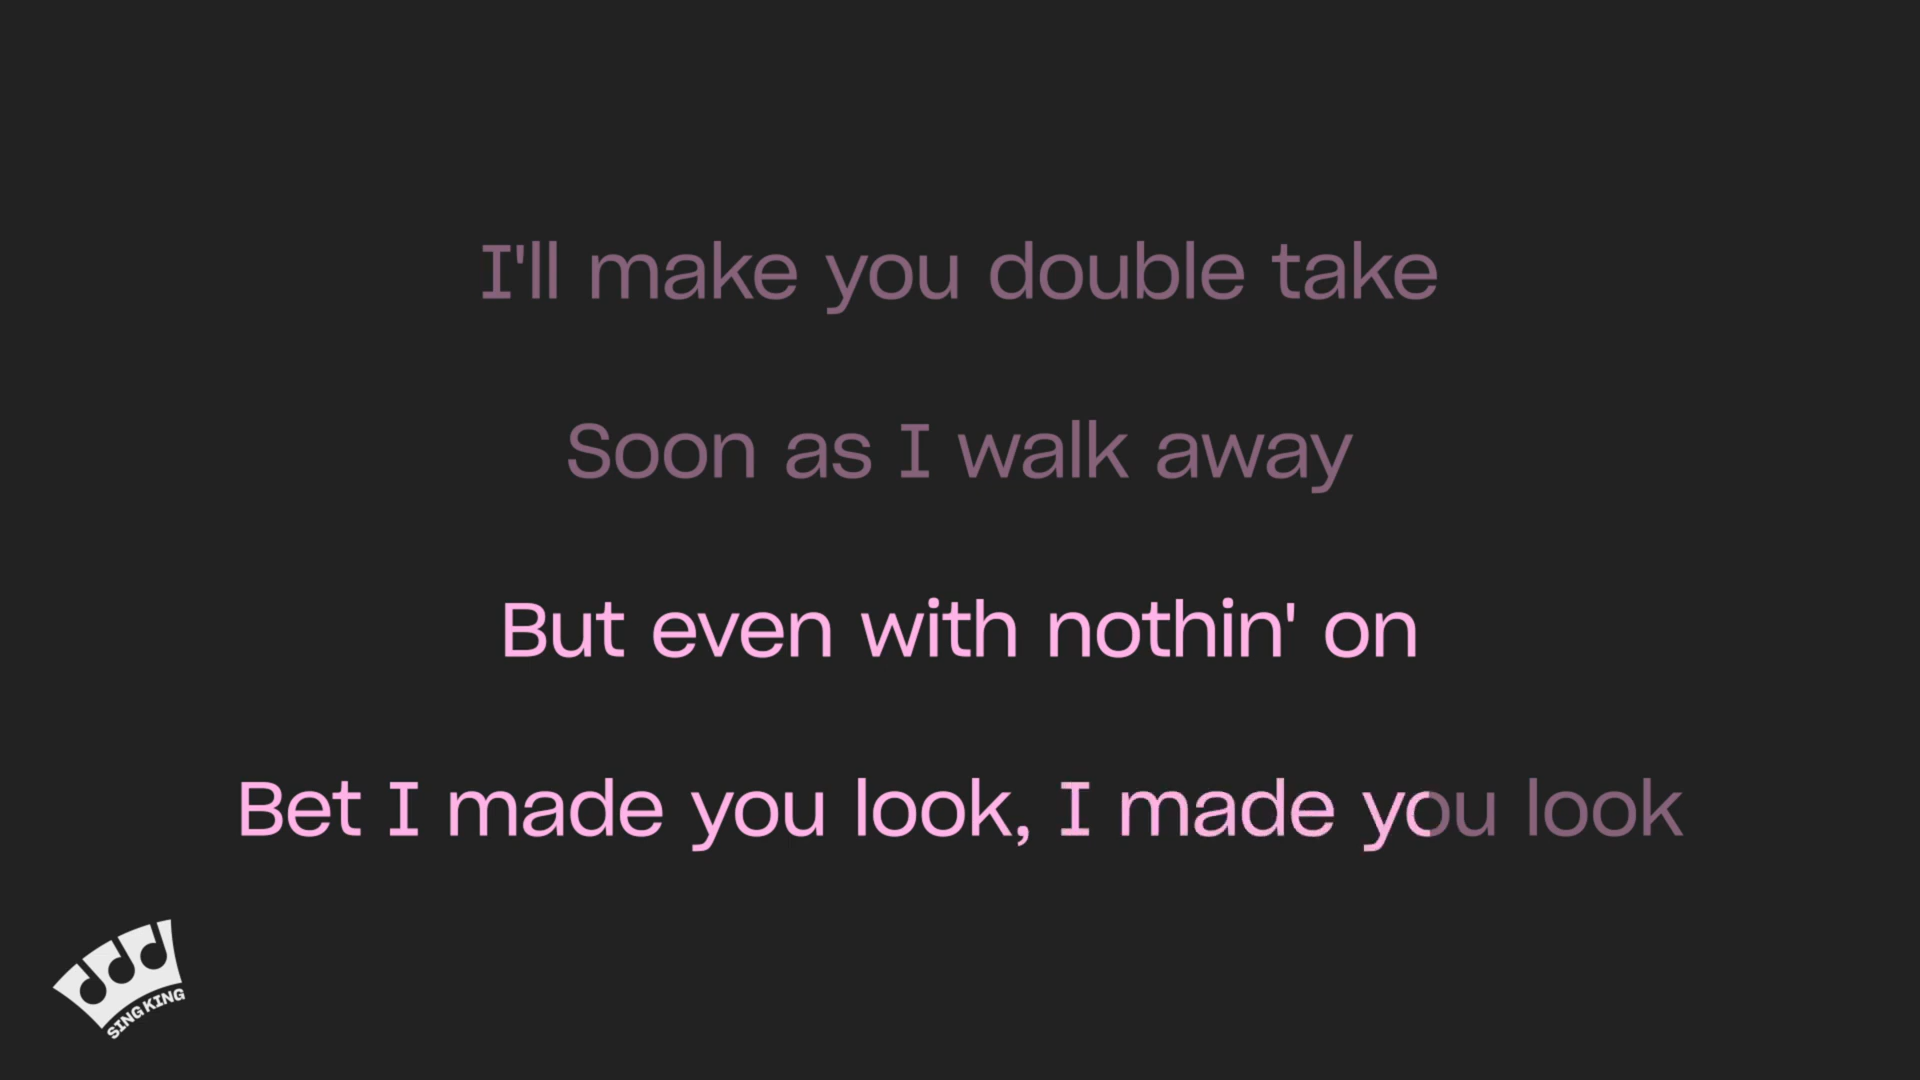 I'll make you double take
Soon as I walk away
But even with nothin' on
Bet I made you look, I made you look
SING KING